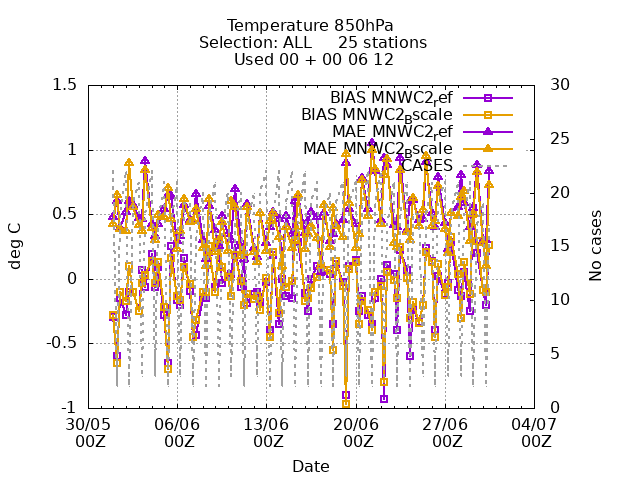 Temperature 850hPa
Selection: ALL 25 stations
Used 00 + 00 06 12
1.5
1
0.5
0
-0.5
-1
deg C
30
25
20
15
10
5
0
No cases
BIAS MNWC2ref
BIAS MNWC2Bscale
MAE MNWC2ref
MAE MNWC2Bscale
CASES
30/05 06/06 13/06 20/06 27/06 04/07
00Z 00Z 00Z 00Z 00Z 00Z
Date